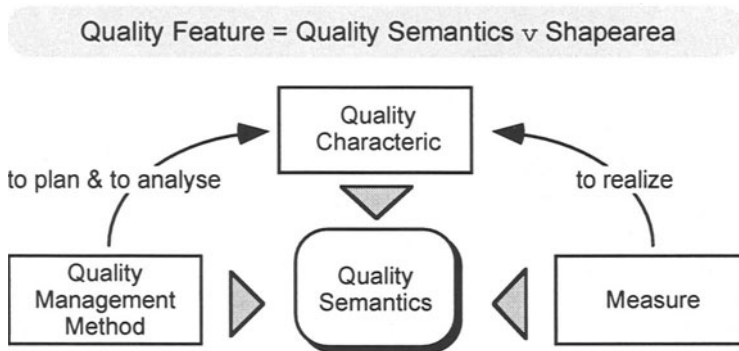 Quality Feature = Quality Semantics v Shapearea
Quality
Characteric
to plan & to analyse
to realize
Quality
Management
Method
Quality
Semantics
Measure